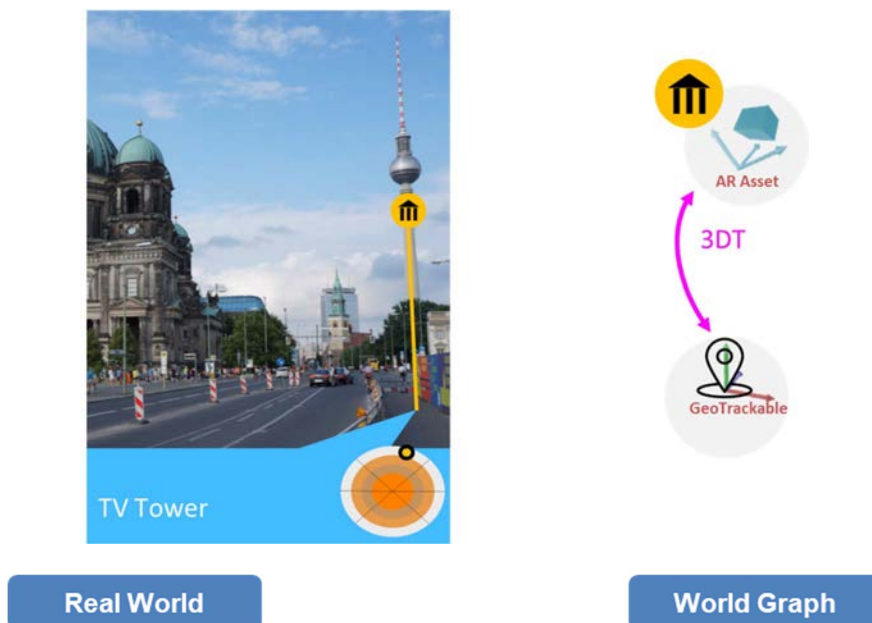 TV Tower
AR Asset
3DT
GeoTrackable
Real World
World Graph